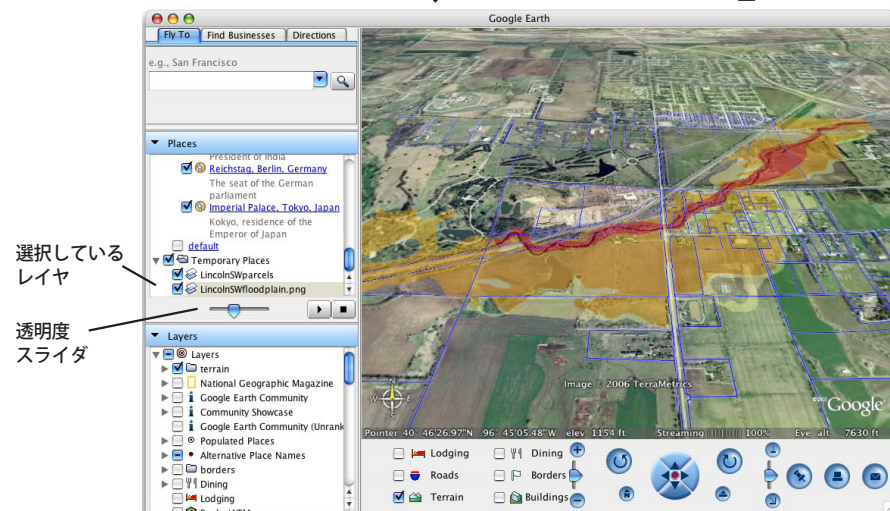 Google Earth
Fly To
Find Businesses
Directions
e.g., San Francisco
Places
President of India
Reichstag, Berlin, Germany
The seat of the German
parliament
Imperial Palace, Tokyo, Japan
Kokyo, residence of the
Emperor of Japan
default
Temporary Places
LincolnSWparcels
LincolnSWfloodplain.png
選択している
レイヤ
透明度
スライダ
Layers
Layers
terrain
National Geographic Magazine
Google Earth Community
Community Showcase
Google Earth Community (Unrank
Populated Places
Alternative Place Names
borders
Dining
Lodging
N
W E
Image © 2006 TerraMetrics
Google
Pointer 40° 46'26.97"N 96° 45'05.48"W elev 1154 ft Streaming 100% Eye alt 7630 ft
Lodging
Dining
Roads
Borders
Terrain
Buildings
N